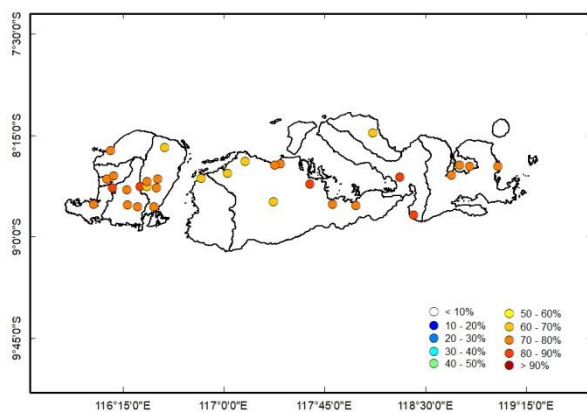 7°30'0"S
8°15'0"S
9°00'0"S
9°45'0"S
< 10%
10 - 20%
20 - 30%
30 - 40%
40 - 50%
50 - 60%
60 - 70%
70 - 80%
80 - 90%
> 90%
116°15'0"E
117°00'0"E
117°45'0"E
118°30'0"E
119°15'0"E